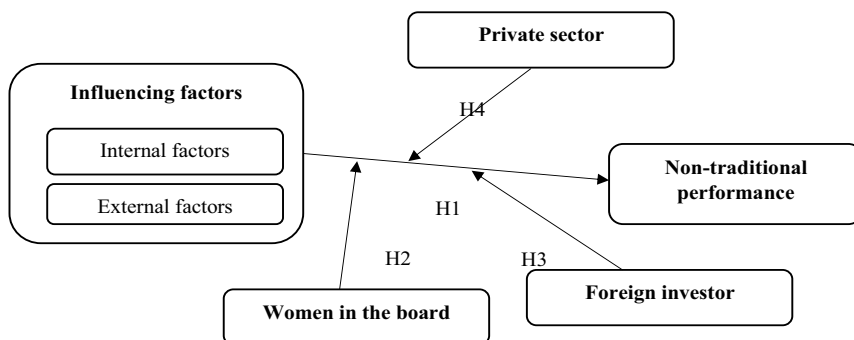 Private sector
Influencing factors
H4
Internal factors
Non-traditional
performance
External factors
H1
H2
H3
Foreign investor
Women in the board